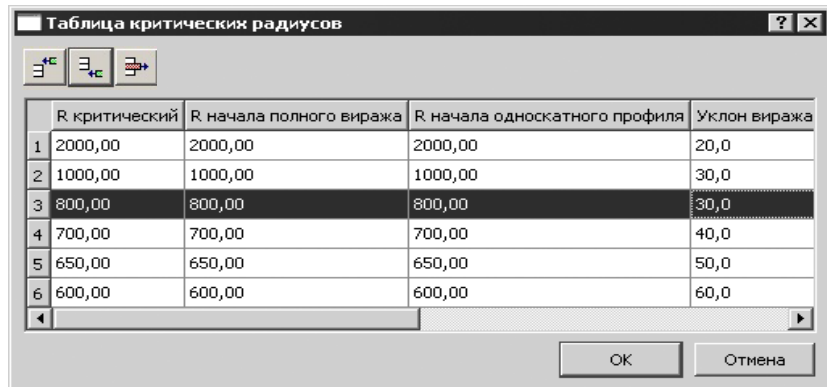 Таблица критических радиусов
R критический R начала полного виража R начала односкатного профиля Уклон виража
1 2000,00 2000,00 2000,00 20,0
2 1000,00 1000,00 1000,00 30,0
3 800,00 800,00 800,00 30,0
4 700,00 700,00 700,00 40,0
5 650,00 650,00 650,00 50,0
6 600,00 600,00 600,00 60,0
OK Отмена